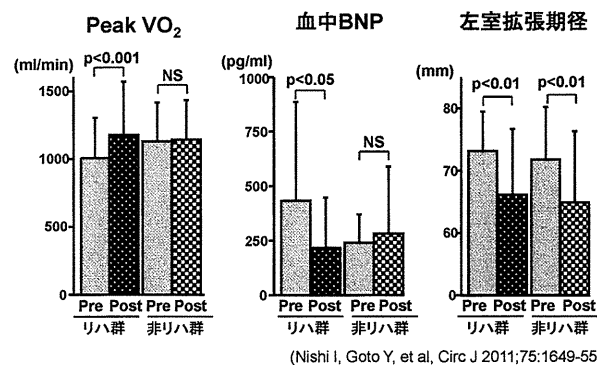 Peak VO₂
(ml/min)
p<0.001
NS
1500
1000
500
0
Pre Post Pre Post
リハ群 非リハ群
血中BNP
(pg/ml)
p<0.05
NS
1000
750
500
250
0
Pre Post Pre Post
リハ群 非リハ群
左室拡張期径
(mm)
p<0.01
p<0.01
80
70
60
0
Pre Post Pre Post
リハ群 非リハ群
(Nishi I, Goto Y, et al, Circ J 2011;75:1649-55